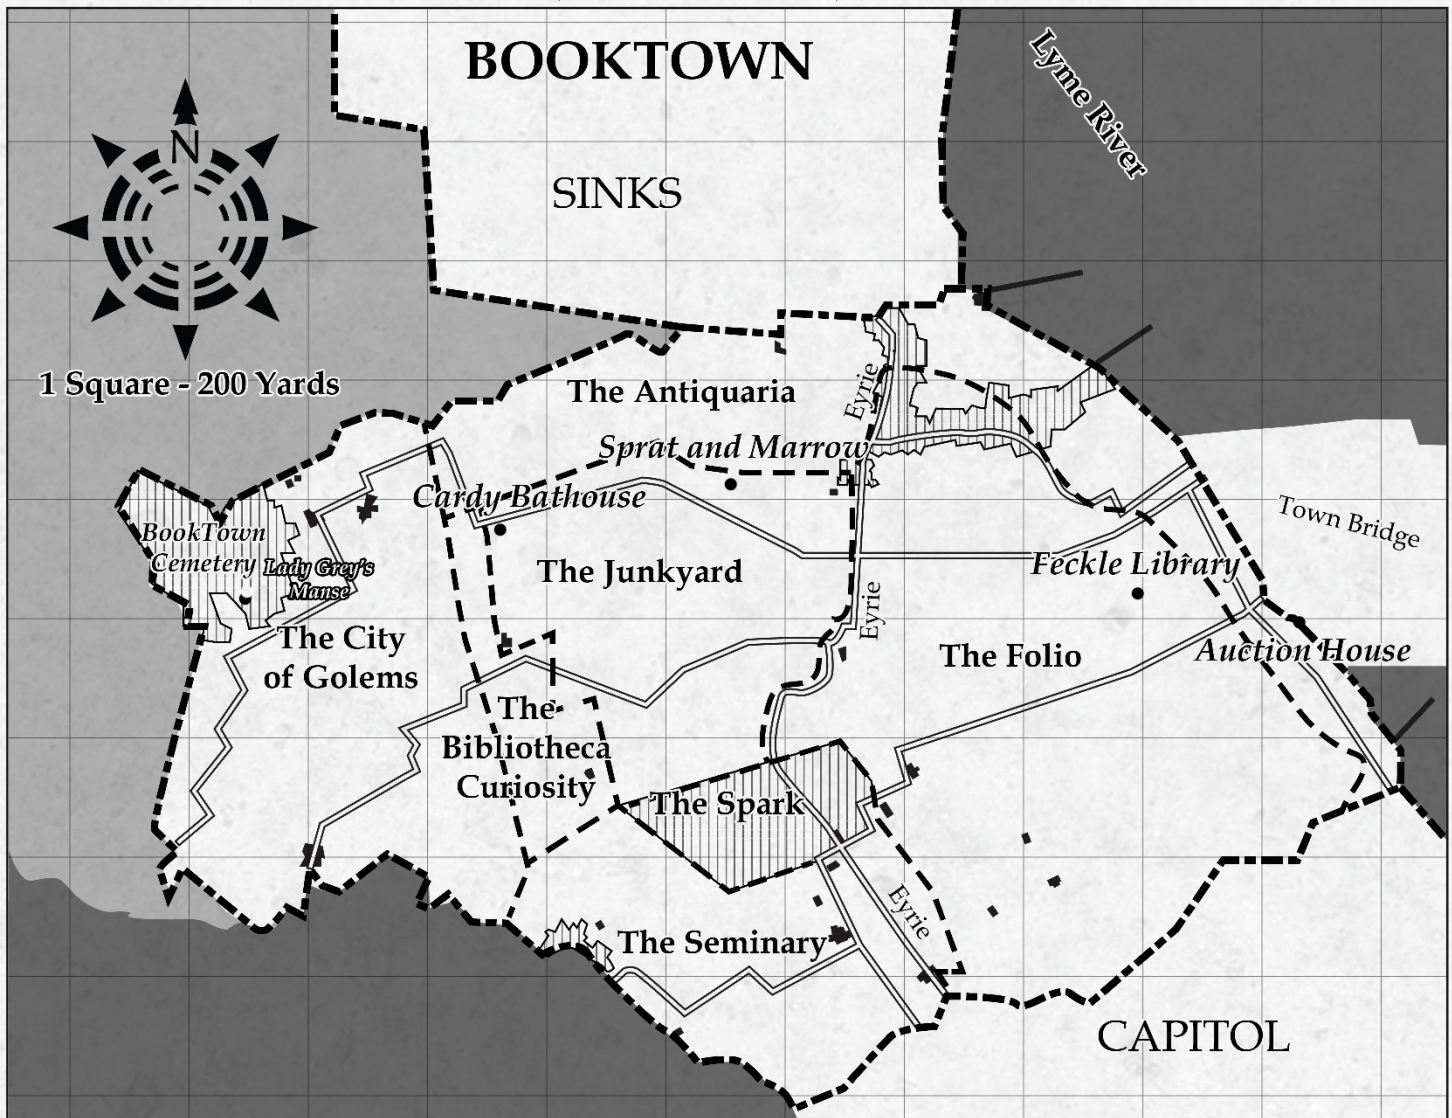 BOOKTOWN
Lyme River
N
SINKS
1 Square - 200 Yards
The Antiquaria
Eyrie
Sprat and Marrow
Cardy Bathouse
Town Bridge
BookTown
Cemetery
Lady Grey's
Manse
The Junkyard
Feckle Library
Eyrie
The City
of Golems
The Folio
Auction House
The
Bibliotheca
Curiosity
The Spark
Eyrie
The Seminary
CAPITOL